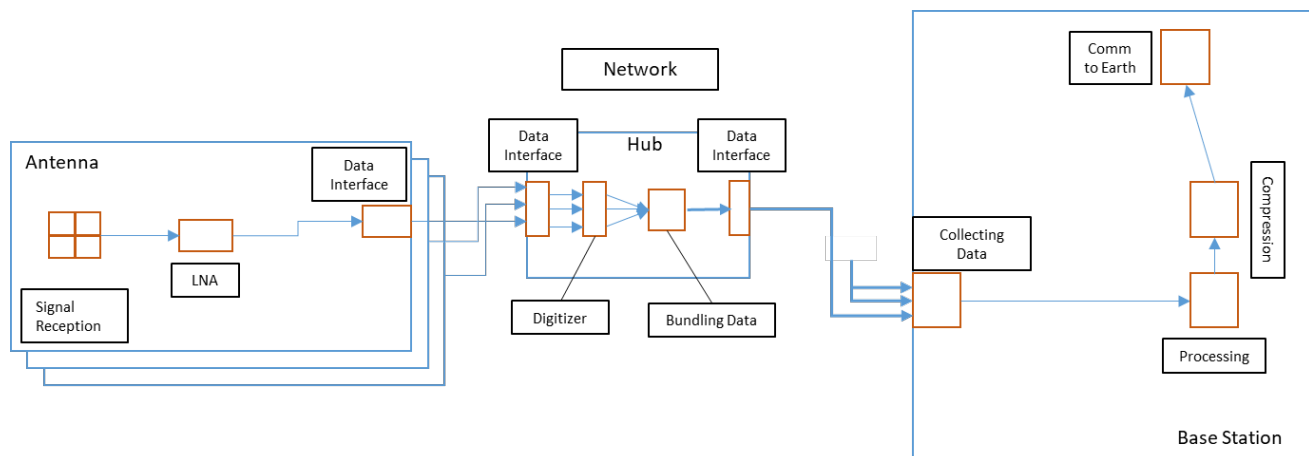 Network
Antenna
Data
Interface
LNA
Signal
Reception
Data
Interface
Hub
Data
Interface
Digitizer
Bundling Data
Comm
to Earth
Compression
Collecting
Data
Processing
Base Station